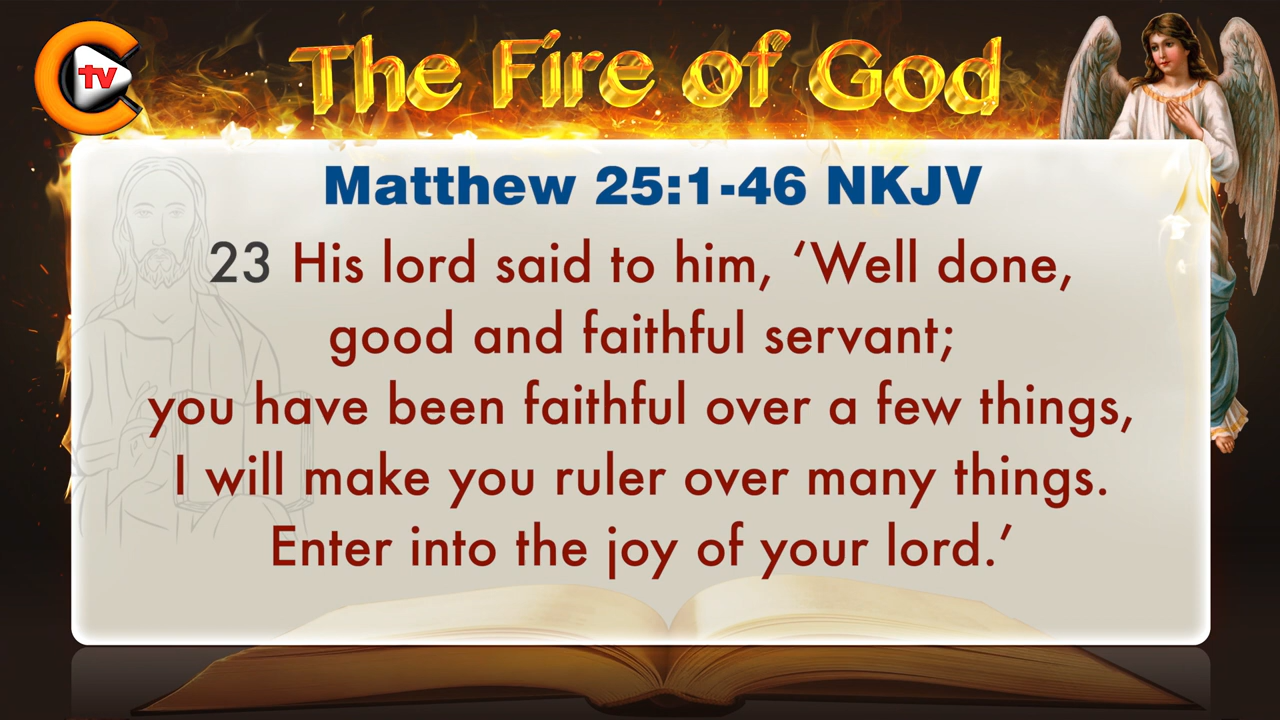 tv
The Fire of God
Matthew 25:1-46 NKJV
23 His lord said to him, ‘Well done,
good and faithful servant;
you have been faithful over a few things,
I will make you ruler over many things.
Enter into the joy of your lord.’